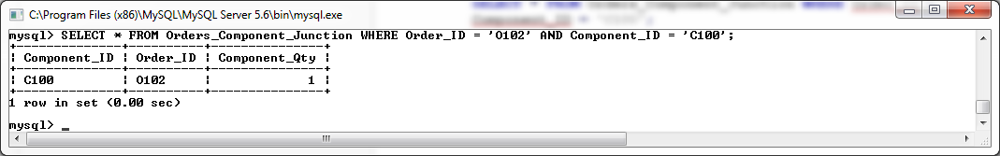 C:\Program Files (x86)\MySQL\MySQL Server 5.6\bin\mysql.exe
mysql> SELECT * FROM Orders_Component_Junction WHERE Order_ID = 'O102' AND Component_ID = 'C100';
+--------------+----------+---------------+
| Component_ID | Order_ID | Component_Qty |
+--------------+----------+---------------+
| C100         | O102     |             1 |
+--------------+----------+---------------+
1 row in set (0.00 sec)
mysql> _